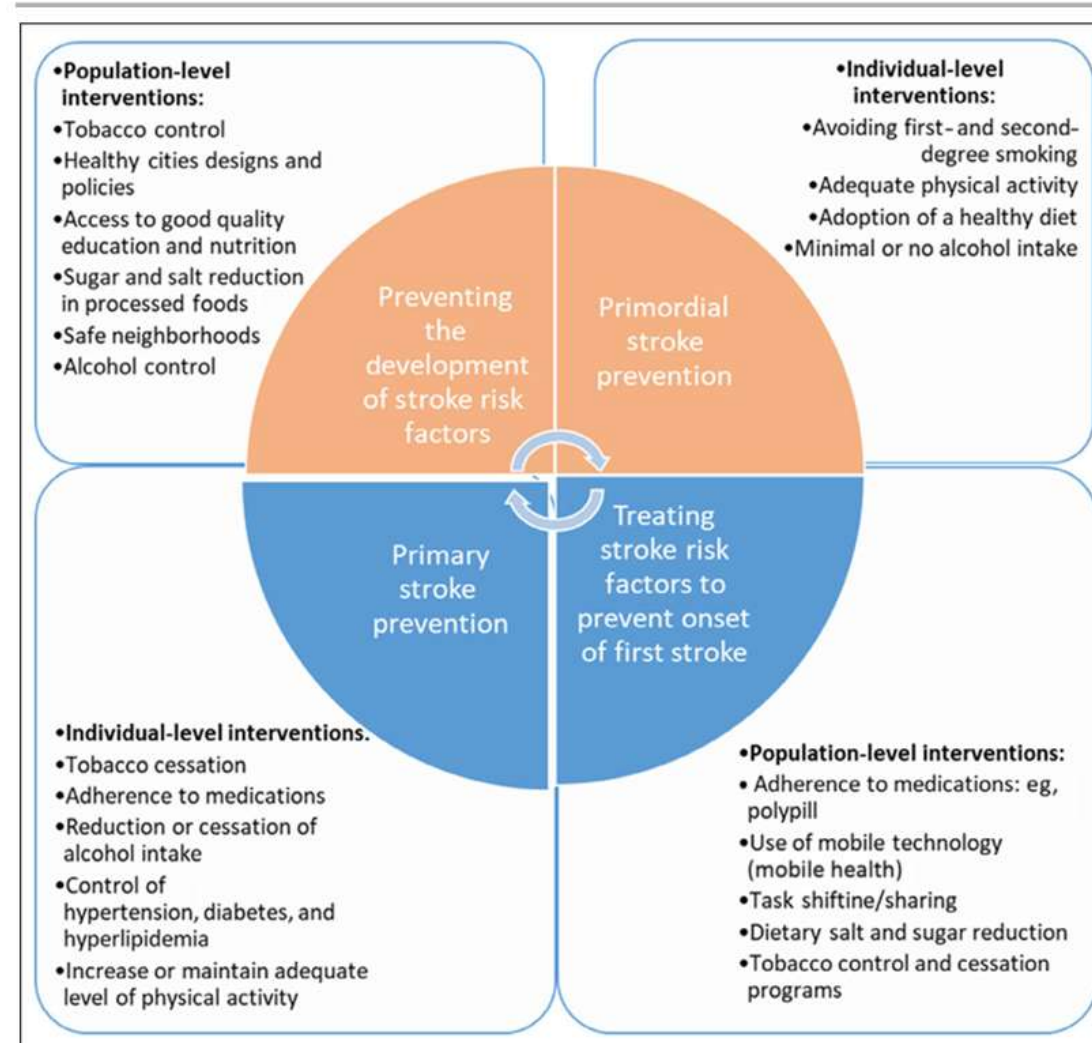 •Population-level
interventions:
•Tobacco control
•Healthy cities designs and
policies
•Access to good quality
education and nutrition
•Sugar and salt reduction
in processed foods
•Safe neighborhoods
•Alcohol control
•Individual-level
interventions:
•Avoiding first- and second-
degree smoking
•Adequate physical activity
•Adoption of a healthy diet
•Minimal or no alcohol intake
Preventing
the
development
of stroke risk
factors
Primordial
stroke
prevention
Primary
stroke
prevention
Treating
stroke risk
factors to
prevent onset
of first stroke
•Individual-level interventions.
•Tobacco cessation
•Adherence to medications
•Reduction or cessation of
alcohol intake
•Control of
hypertension, diabetes, and
hyperlipidemia
•Increase or maintain adequate
level of physical activity
•Population-level interventions:
• Adherence to medications: eg,
polypill
•Use of mobile technology
(mobile health)
•Task shiftine/sharing
•Dietary salt and sugar reduction
•Tobacco control and cessation
programs